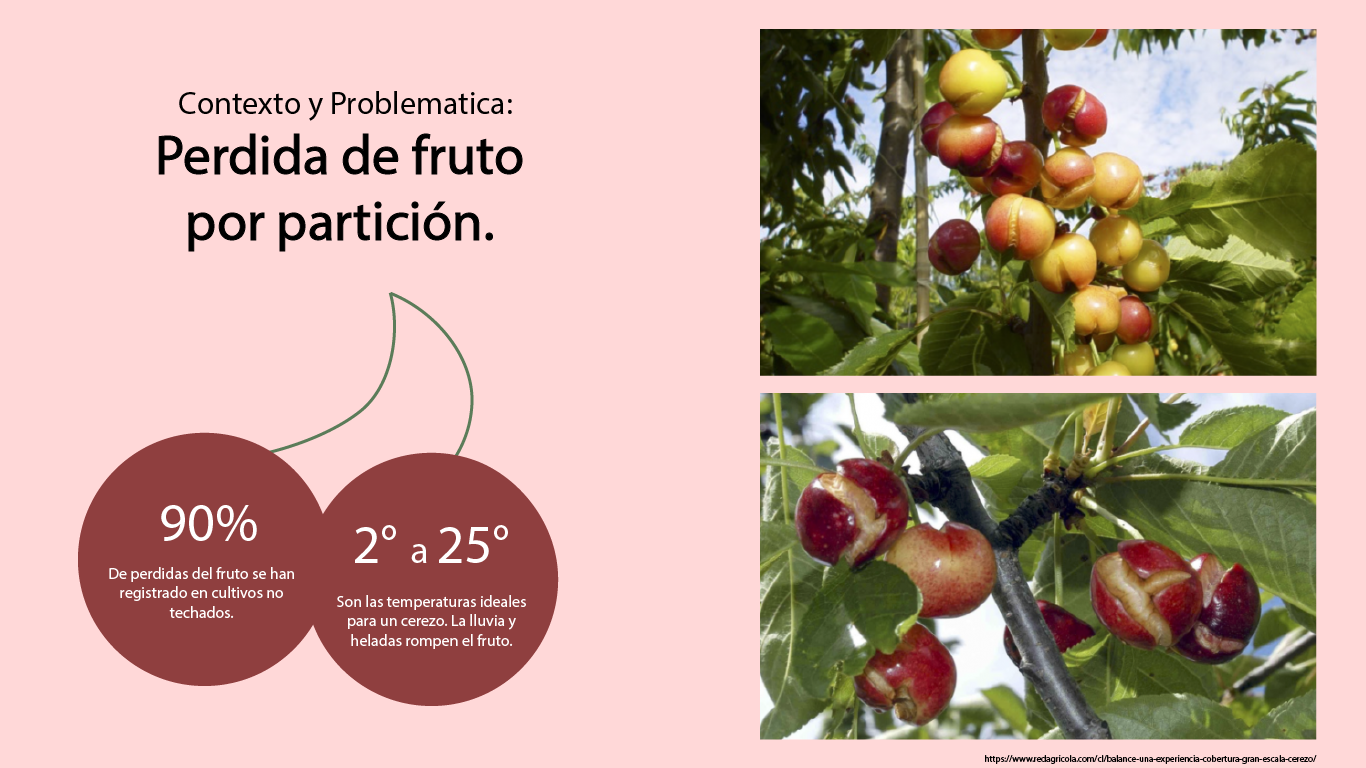 Contexto y Problematica:
Perdida de fruto
por partición.
90%
De perdidas del fruto se han
registrado en cultivos no
techados.
2° a 25°
Son las temperaturas ideales
para un cerezo. La lluvia y
heladas rompen el fruto.
https://www.redagricola.com/cl/balance-una-experiencia-cobertura-gran-escala-cerezo/